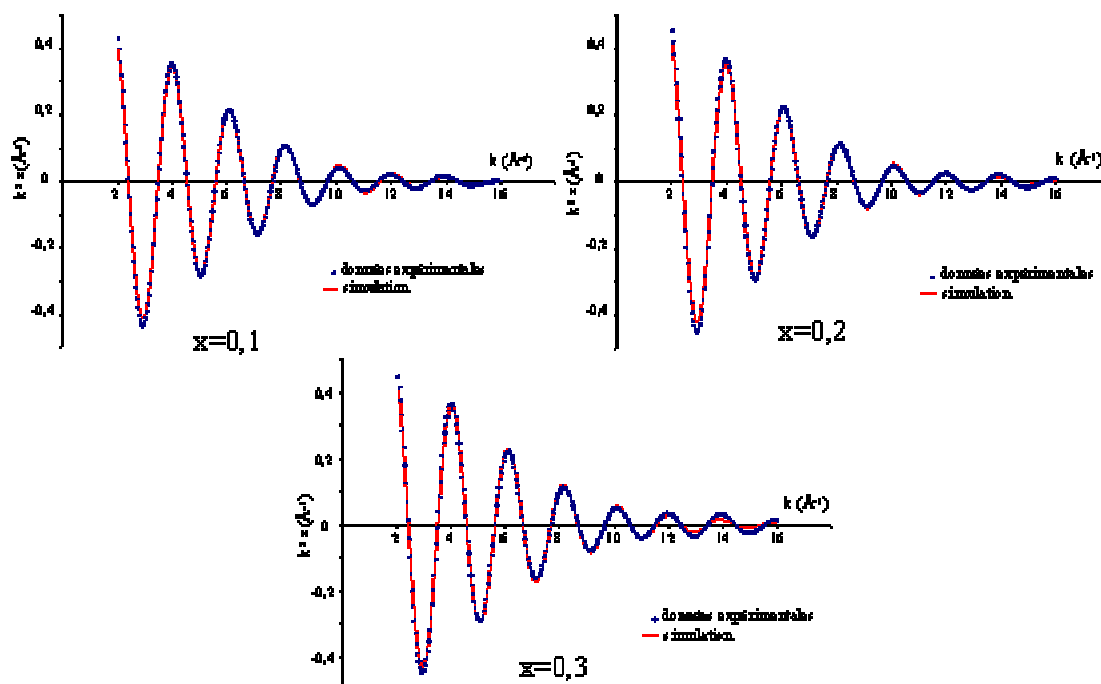 0,4
0,2
0
-0,2
-0,4
k (Å-¹)
2 4 6 8 10 12 14 16
données expérimentales
simulation
x=0,1
0,4
0,2
0
-0,2
-0,4
k (Å-¹)
2 4 6 8 10 12 14 16
données expérimentales
simulation
x=0,2
0,4
0,2
0
-0,2
-0,4
k (Å-¹)
2 4 6 8 10 12 14 16
données expérimentales
simulation
x=0,3